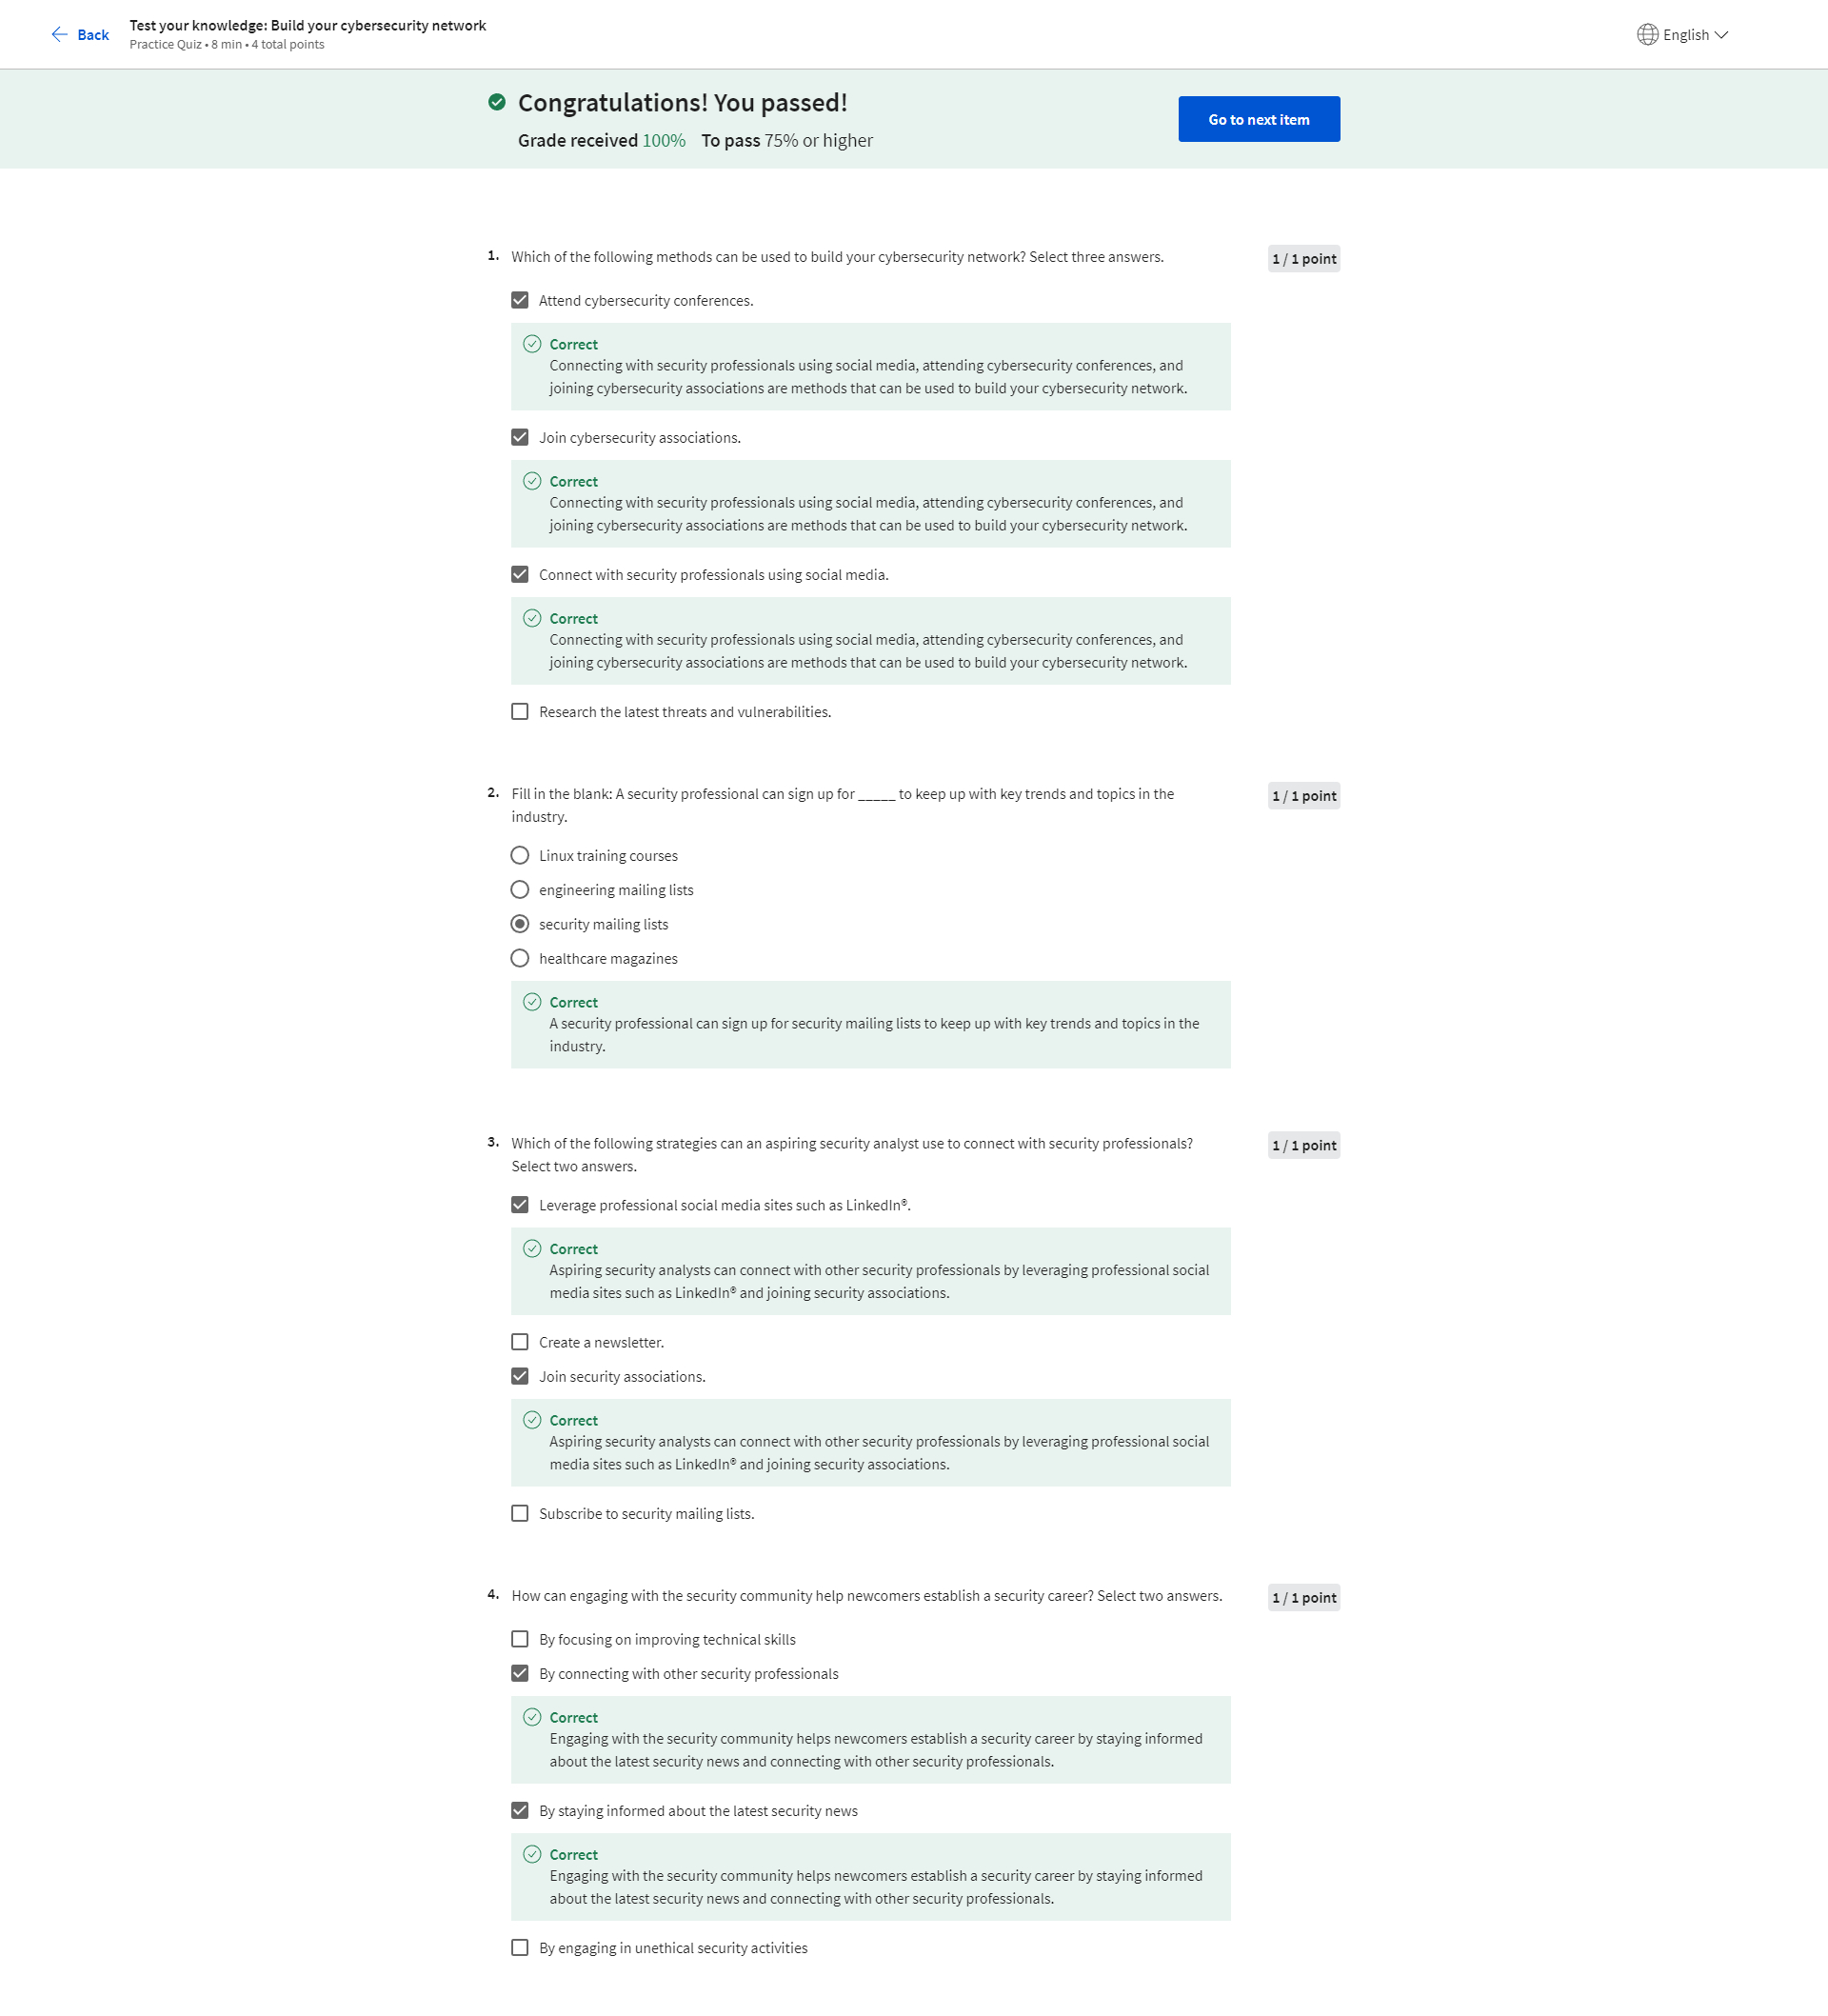 Back
Test your knowledge: Build your cybersecurity network
Practice Quiz • 8 min • 4 total points
English
Congratulations! You passed!
Grade received 100% To pass 75% or higher
Go to next item
1. Which of the following methods can be used to build your cybersecurity network? Select three answers.
1 / 1 point
Attend cybersecurity conferences.
Correct
Connecting with security professionals using social media, attending cybersecurity conferences, and
joining cybersecurity associations are methods that can be used to build your cybersecurity network.
Join cybersecurity associations.
Correct
Connecting with security professionals using social media, attending cybersecurity conferences, and
joining cybersecurity associations are methods that can be used to build your cybersecurity network.
Connect with security professionals using social media.
Correct
Connecting with security professionals using social media, attending cybersecurity conferences, and
joining cybersecurity associations are methods that can be used to build your cybersecurity network.
Research the latest threats and vulnerabilities.
2. Fill in the blank: A security professional can sign up for _____ to keep up with key trends and topics in the
industry.
1 / 1 point
Linux training courses
engineering mailing lists
security mailing lists
healthcare magazines
Correct
A security professional can sign up for security mailing lists to keep up with key trends and topics in the
industry.
3. Which of the following strategies can an aspiring security analyst use to connect with security professionals?
Select two answers.
1 / 1 point
Leverage professional social media sites such as LinkedIn®.
Correct
Aspiring security analysts can connect with other security professionals by leveraging professional social
media sites such as LinkedIn® and joining security associations.
Create a newsletter.
Join security associations.
Correct
Aspiring security analysts can connect with other security professionals by leveraging professional social
media sites such as LinkedIn® and joining security associations.
Subscribe to security mailing lists.
4. How can engaging with the security community help newcomers establish a security career? Select two answers.
1 / 1 point
By focusing on improving technical skills
By connecting with other security professionals
Correct
Engaging with the security community helps newcomers establish a security career by staying informed
about the latest security news and connecting with other security professionals.
By staying informed about the latest security news
Correct
Engaging with the security community helps newcomers establish a security career by staying informed
about the latest security news and connecting with other security professionals.
By engaging in unethical security activities